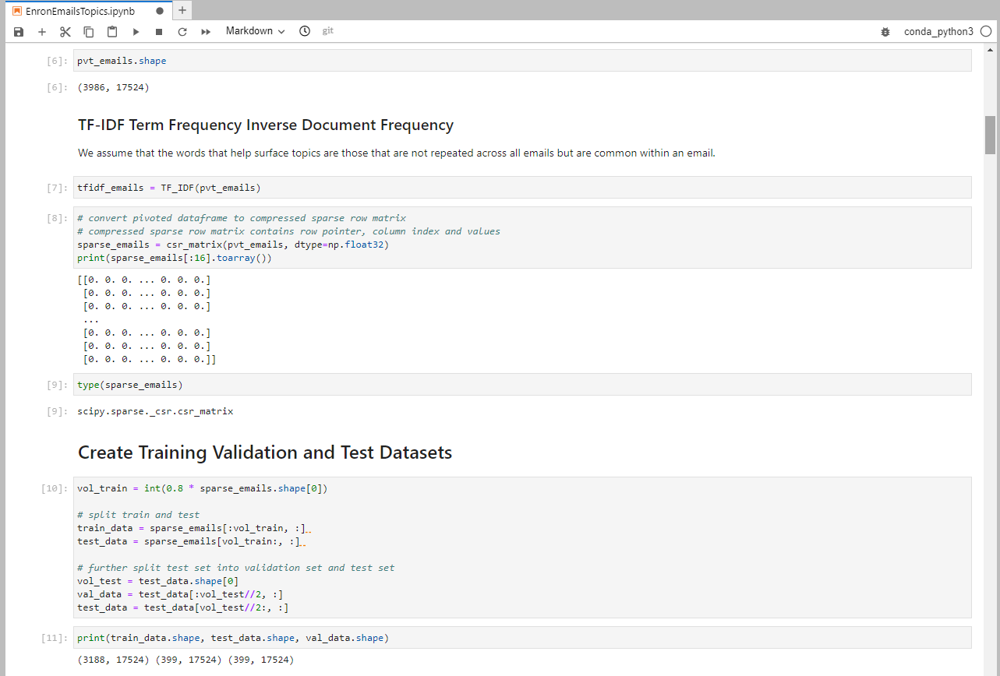 EnronEmailsTopics.ipynb
Markdown
git
conda_python3
[6]: pvt_emails.shape
[6]: (3986, 17524)
TF-IDF Term Frequency Inverse Document Frequency
We assume that the words that help surface topics are those that are not repeated across all emails but are common within an email.
[7]: tfidf_emails = TF_IDF(pvt_emails)
[8]: # convert pivoted dataframe to compressed sparse row matrix
# compressed sparse row matrix contains row pointer, column index and values
sparse_emails = csr_matrix(pvt_emails, dtype=np.float32)
print(sparse_emails[:16].toarray())
[[0. 0. 0. ... 0. 0. 0.]
[0. 0. 0. ... 0. 0. 0.]
[0. 0. 0. ... 0. 0. 0.]
...
[0. 0. 0. ... 0. 0. 0.]
[0. 0. 0. ... 0. 0. 0.]
[0. 0. 0. ... 0. 0. 0.]]
[9]: type(sparse_emails)
[9]: scipy.sparse._csr.csr_matrix
Create Training Validation and Test Datasets
[10]: vol_train = int(0.8 * sparse_emails.shape[0])
# split train and test
train_data = sparse_emails[:vol_train, :]
test_data = sparse_emails[vol_train:, :]
# further split test set into validation set and test set
vol_test = test_data.shape[0]
val_data = test_data[:vol_test//2, :]
test_data = test_data[vol_test//2:, :]
[11]: print(train_data.shape, test_data.shape, val_data.shape)
(3188, 17524) (399, 17524) (399, 17524)